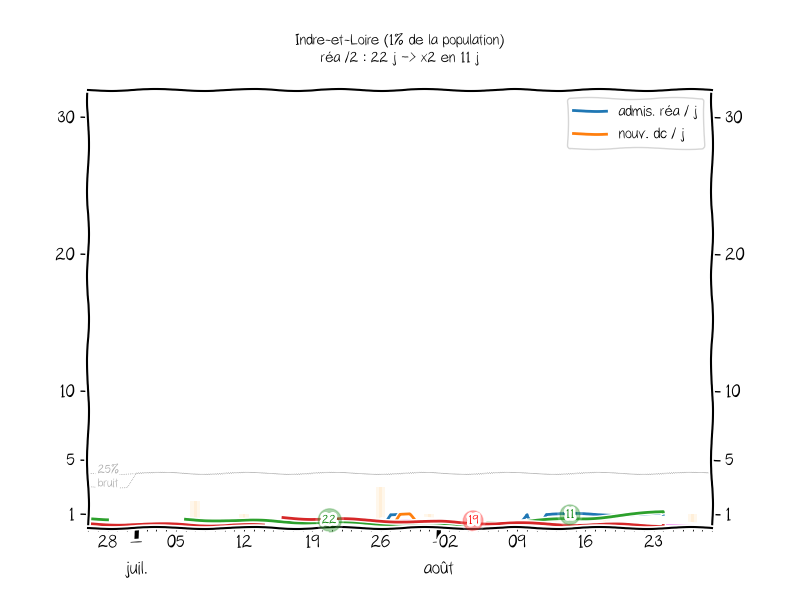 Indre-et-Loire (1% de la population)
réa /2 : 22 j -> x2 en 11 j
admis. réa / j
nouv. dc / j
30 30
20 20
10 10
5 5
25%
bruit
1 1
22 19 11
28 05 12 19 26 02 09 16 23
juil. août